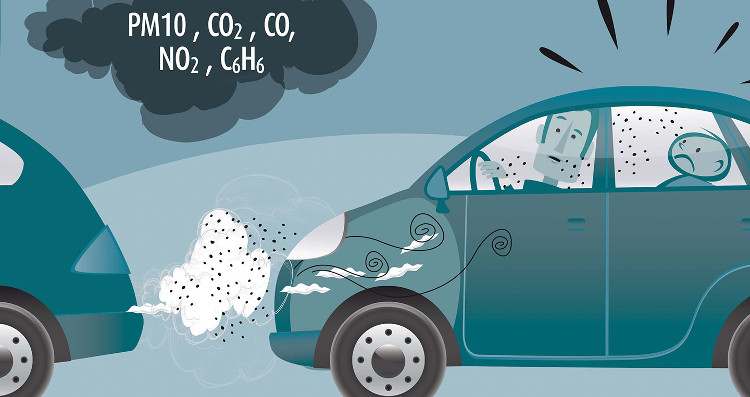 PM10 , CO₂ , CO,
NO₂ , C₆H₆